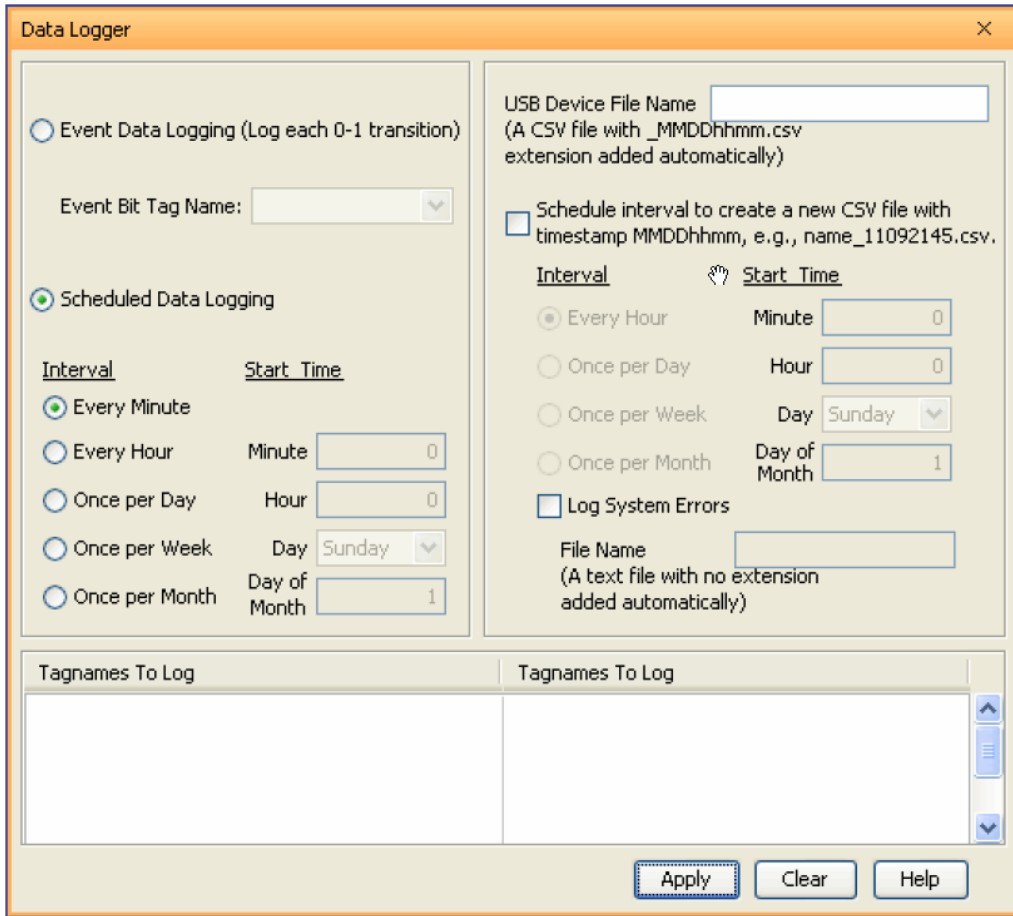 Data Logger
Event Data Logging (Log each 0-1 transition)
Event Bit Tag Name:
Scheduled Data Logging
Interval Start Time
Every Minute
Every Hour Minute 0
Once per Day Hour 0
Once per Week Day Sunday
Once per Month Day of Month 1
USB Device File Name
(A CSV file with _MMDDhhmm.csv
extension added automatically)
Schedule interval to create a new CSV file with
timestamp MMDDhhmm, e.g., name_11092145.csv.
Interval Start Time
Every Hour Minute 0
Once per Day Hour 0
Once per Week Day Sunday
Once per Month Day of Month 1
Log System Errors
File Name
(A text file with no extension
added automatically)
Tagnames To Log Tagnames To Log
Apply Clear Help